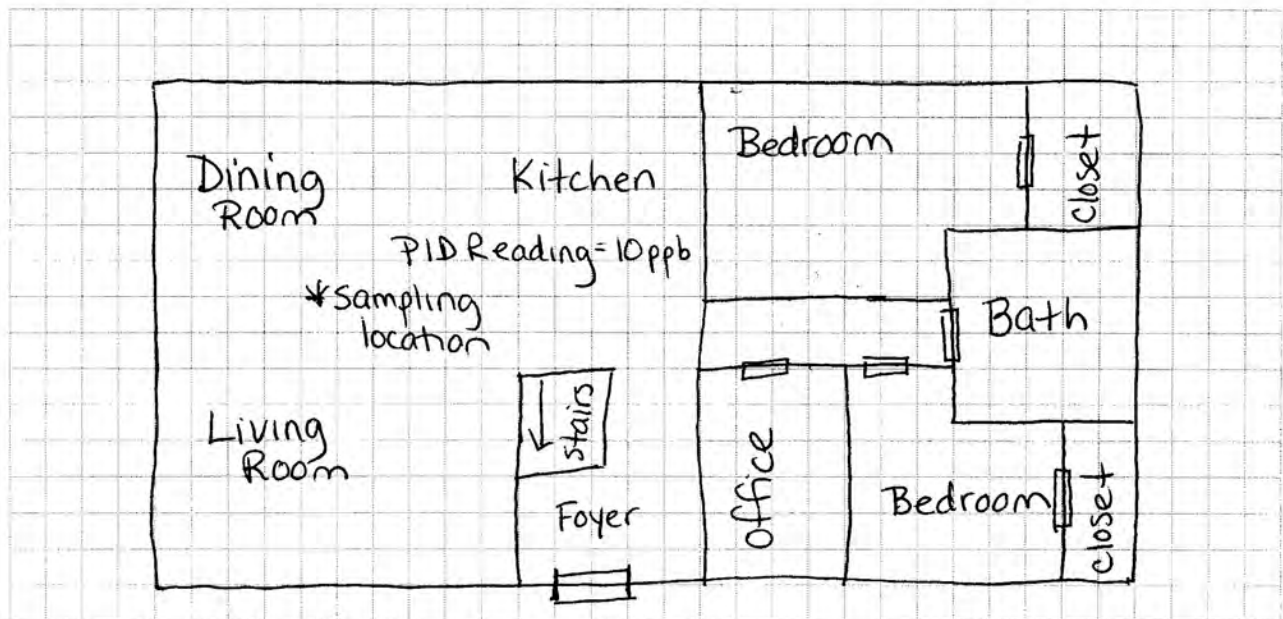 Dining
Room
Kitchen
PID Reading = 10ppb
* Sampling
location
Living
Room
stairs
Foyer
Bedroom
closet
Bath
office
Bedroom
closet